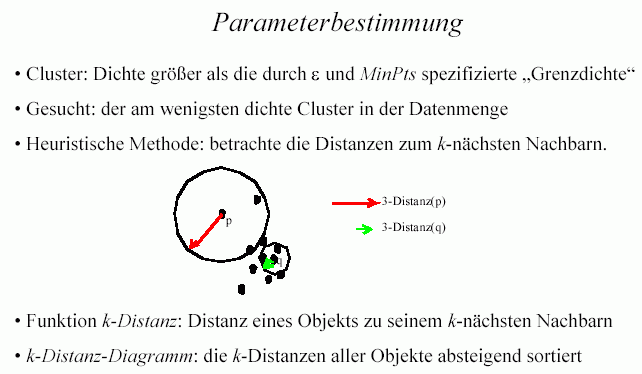 Parameterbestimmung
• Cluster: Dichte größer als die durch ε und MinPts spezifizierte „Grenzdichte“
• Gesucht: der am wenigsten dichte Cluster in der Datenmenge
• Heuristische Methode: betrachte die Distanzen zum k-nächsten Nachbarn.
p
3-Distanz(p)
3-Distanz(q)
q
• Funktion k-Distanz: Distanz eines Objekts zu seinem k-nächsten Nachbarn
• k-Distanz-Diagramm: die k-Distanzen aller Objekte absteigend sortiert